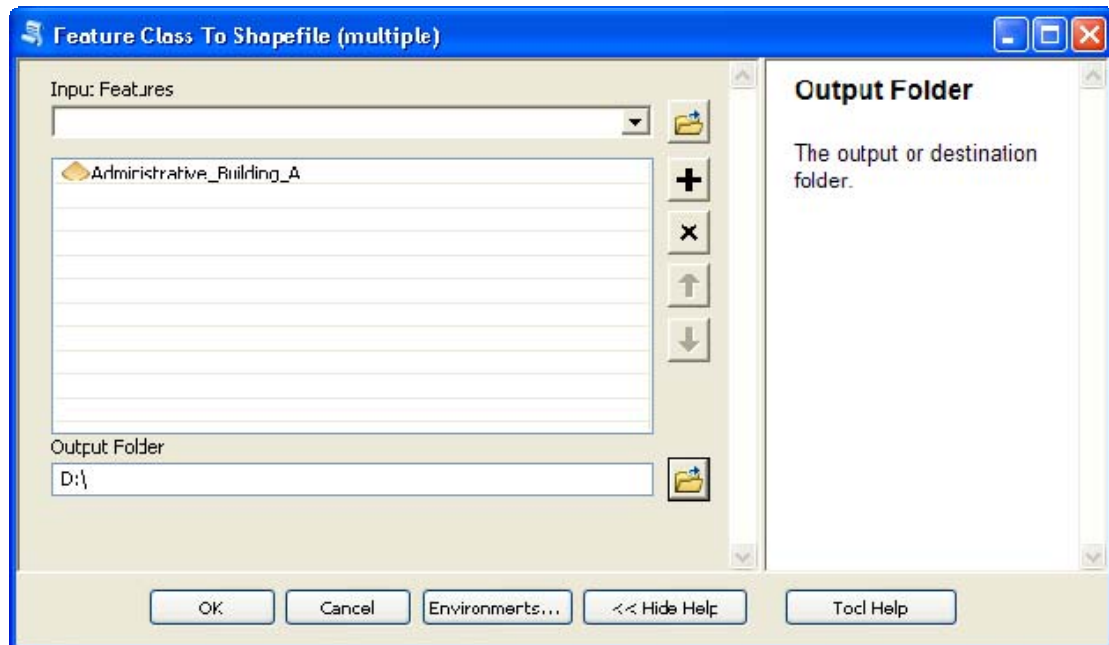 Feature Class To Shapefile (multiple)
Input Features
Administrative_Building_A
Output Folder
D:\
Output Folder
The output or destination
folder.
OK
Cancel
Environments...
<< Hide Help
Tool Help